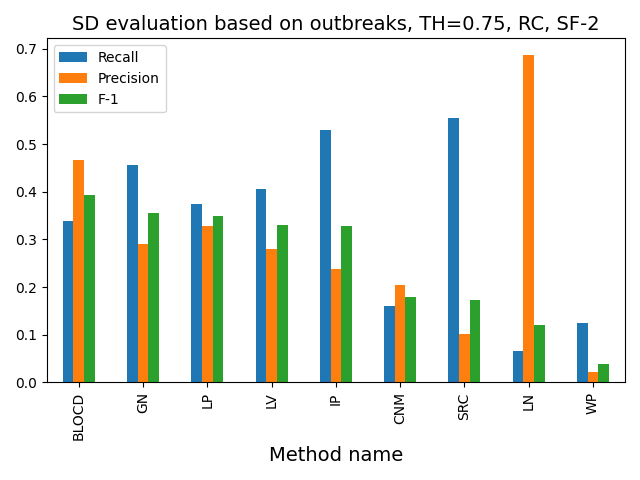 SD evaluation based on outbreaks, TH=0.75, RC, SF-2
Recall
Precision
F-1
0.7
0.6
0.5
0.4
0.3
0.2
0.1
0.0
BLOCD
GN
LP
LV
IP
CNM
SRC
LN
WP
Method name